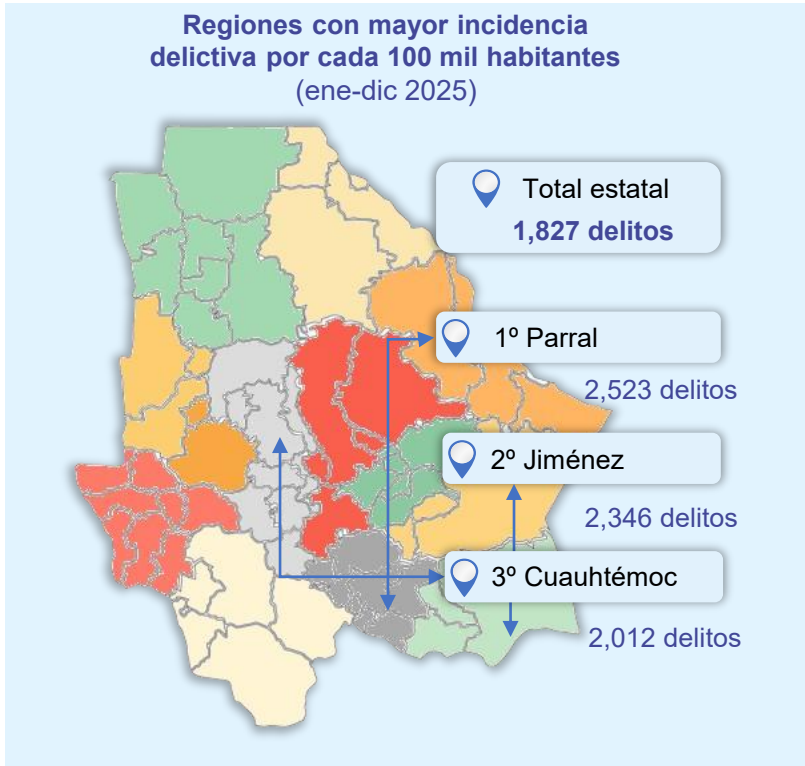 Regiones con mayor incidencia
delictiva por cada 100 mil habitantes
(ene-dic 2025)
Total estatal
1,827 delitos
1º Parral
2,523 delitos
2º Jiménez
2,346 delitos
3º Cuauhtémoc
2,012 delitos